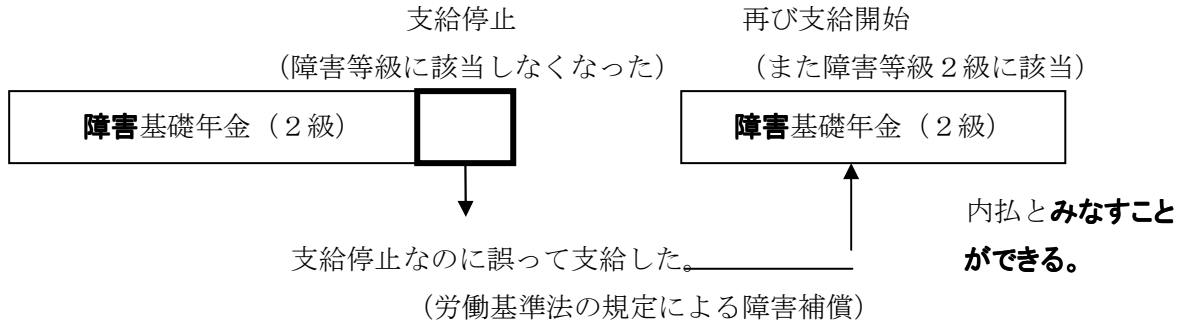 支給停止 再び支給開始
（障害等級に該当しなくなった） （また障害等級２級に該当）
障害基礎年金（２級） 障害基礎年金（２級）
内払とみなすこと
ができる。
支給停止なのに誤って支給した。
（労働基準法の規定による障害補償）